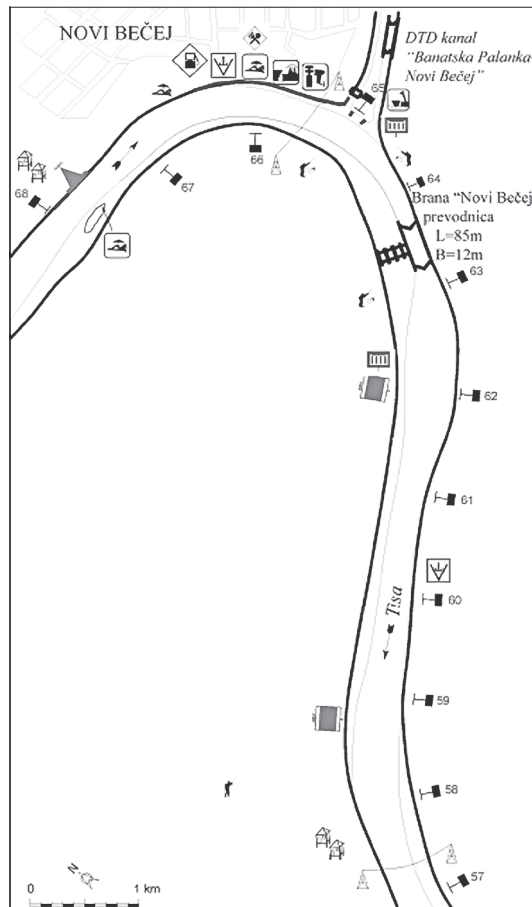 NOVI BEČEJ
DTD kanal
"Banatska Palanka-
Novi Bečej"
65
64
66
67
68
Brana "Novi Bečej
prevodnica
L=85m
B=12m
63
62
61
60
Tisa
59
58
57
N
0 1 km